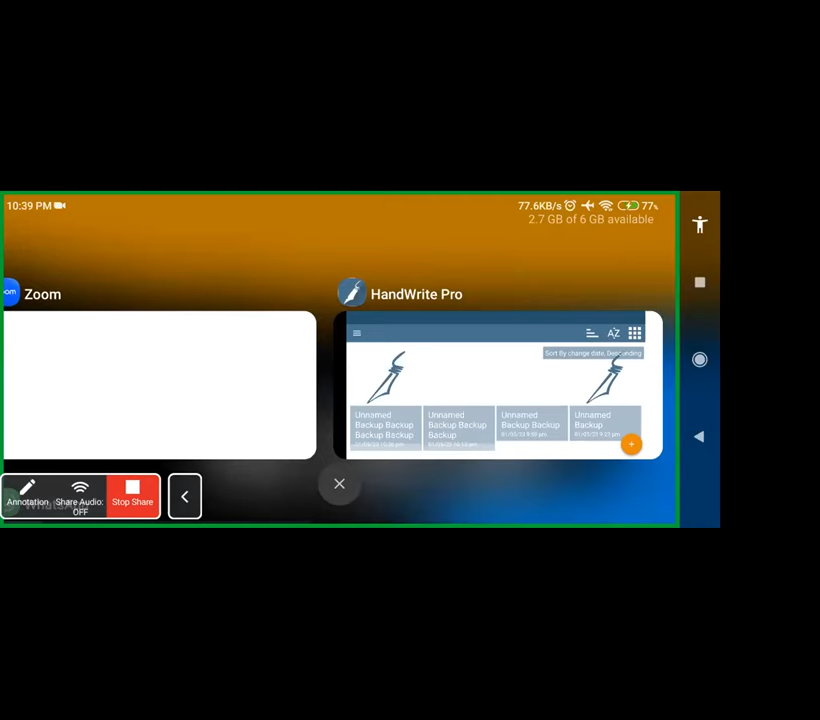 10:39 PM
77.6KB/s 77%
2.7 GB of 6 GB available
Zoom
HandWrite Pro
Sort By change date, Descending
Unnamed
Backup Backup
Backup Backup
Unnamed
Backup Backup
Backup
Unnamed
Backup Backup
Unnamed
Backup
Annotation
Share Audio:
OFF
Stop Share
WhatsApp